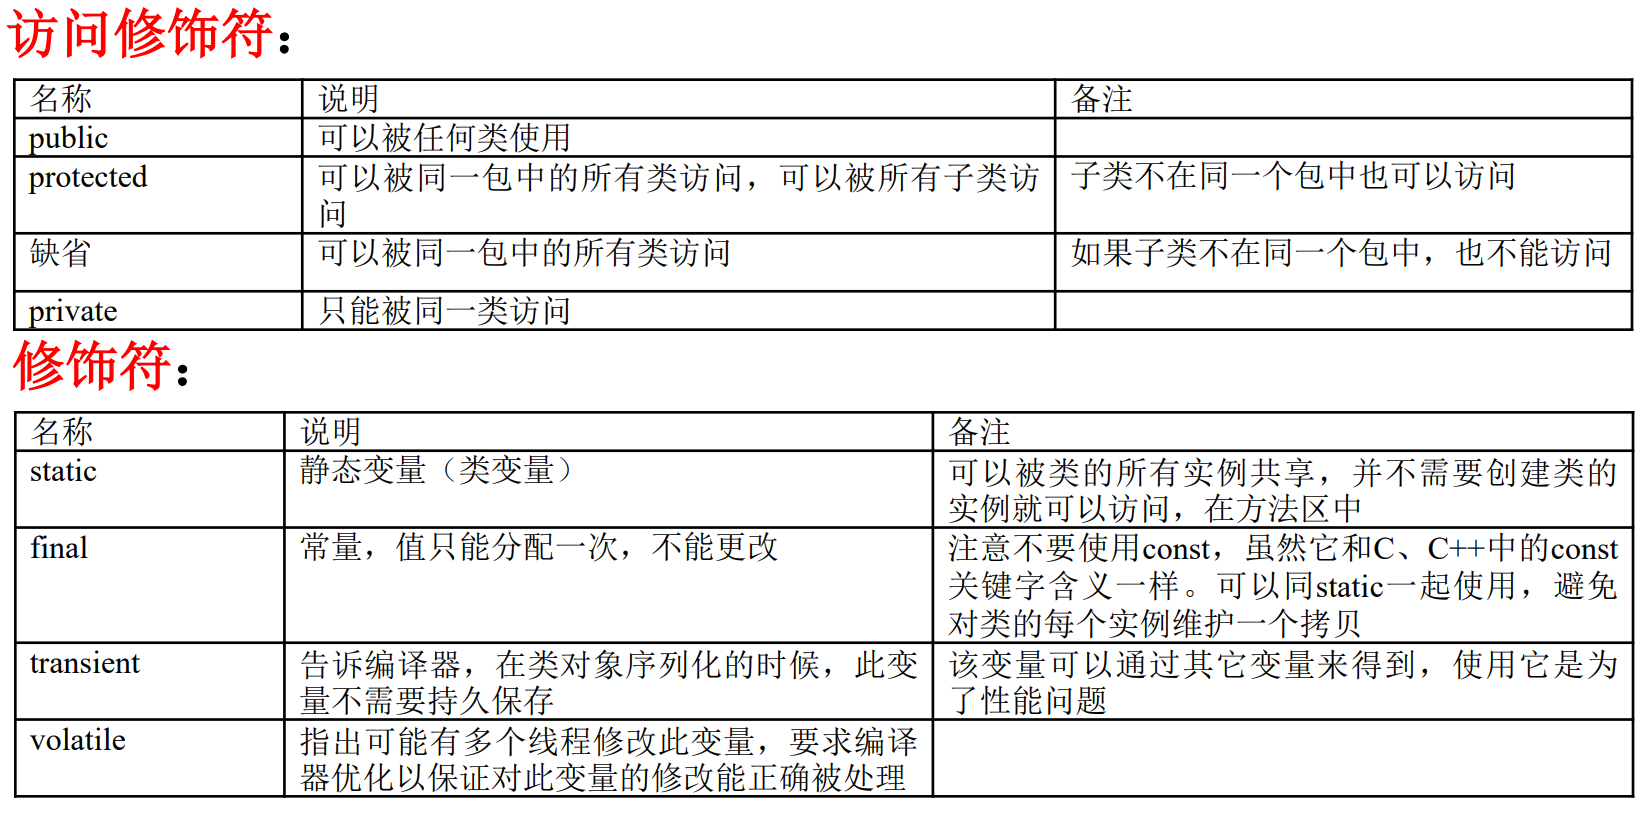 访问修饰符：
名称 说明 备注
public 可以被任何类使用
protected 可以被同一包中的所有类访问，可以被所有子类访 子类不在同一个包中也可以访问
问
缺省 可以被同一包中的所有类访问 如果子类不在同一个包中，也不能访问
private 只能被同一类访问
修饰符：
名称 说明 备注
static 静态变量（类变量） 可以被类的所有实例共享，并不需要创建类的
实例就可以访问，在方法区中
final 常量，值只能分配一次，不能更改 注意不要使用const，虽然它和C、C++中的const
关键字含义一样。可以同static一起使用，避免
对类的每个实例维护一个拷贝
transient 告诉编译器，在类对象序列化的时候，此变 该变量可以通过其它变量来得到，使用它是为
量不需要持久保存 了性能问题
volatile 指出可能有多个线程修改此变量，要求编译
器优化以保证对此变量的修改能正确被处理